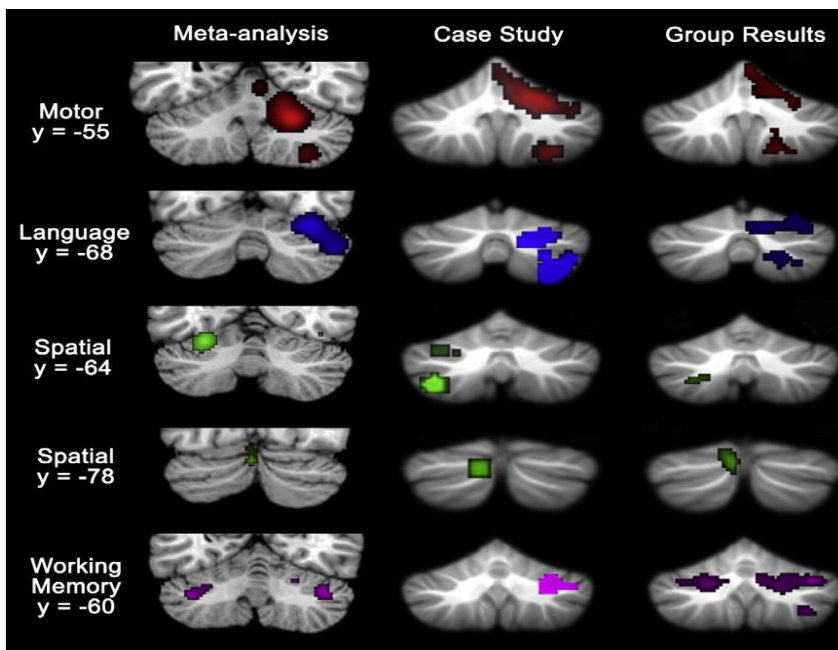 Meta-analysis Case Study Group Results
Motor
y = -55
Language
y = -68
Spatial
y = -64
Spatial
y = -78
Working
Memory
y = -60